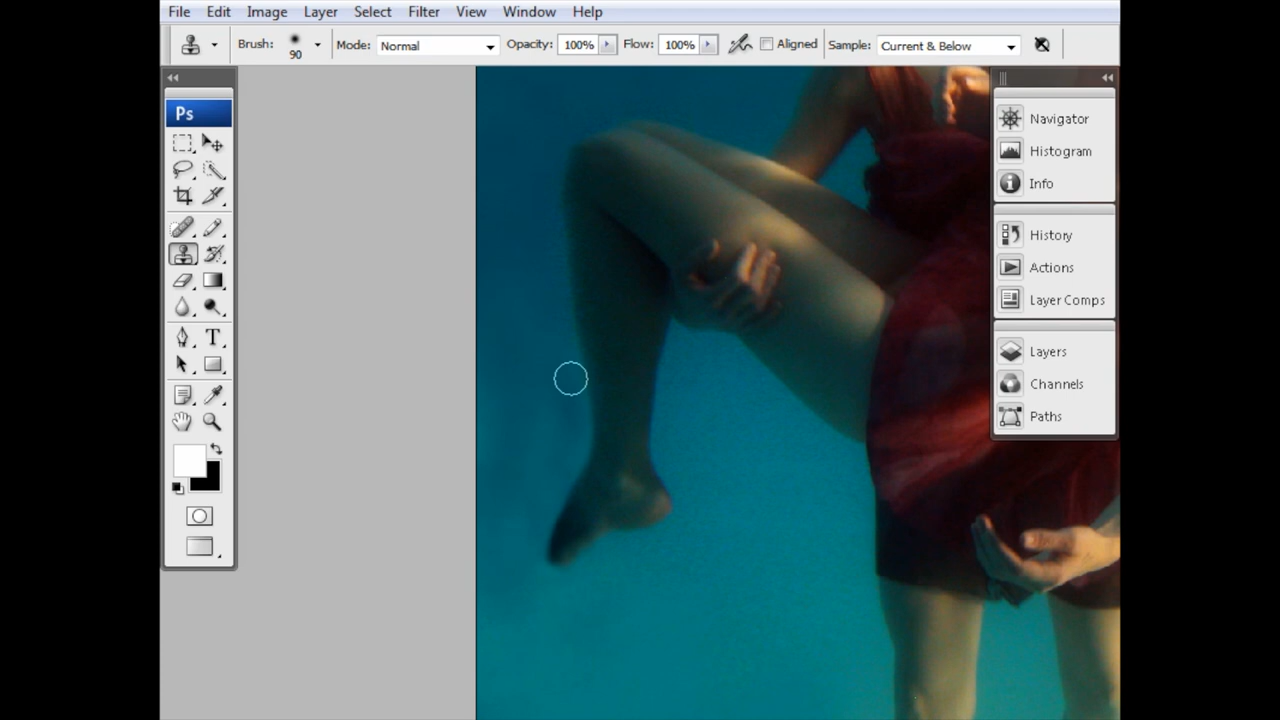 File Edit Image Layer Select Filter View Window Help
Brush: 90 Mode: Normal Opacity: 100% Flow: 100% Aligned Sample: Current & Below
Ps
T
Navigator
Histogram
Info
History
Actions
Layer Comps
Layers
Channels
Paths